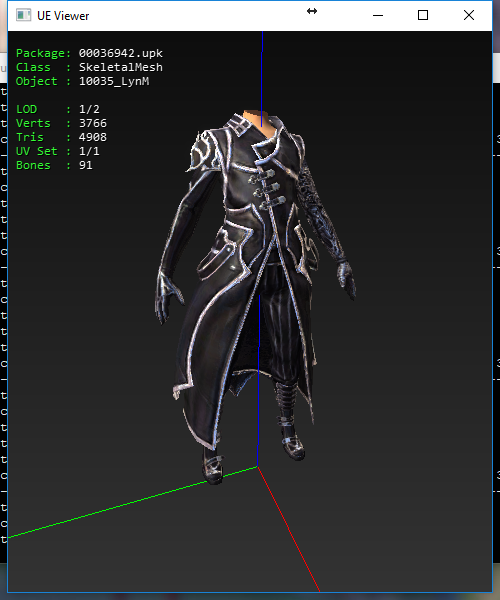 UE Viewer
Package: 00036942.upk
Class : SkeletalMesh
Object : 10035_LynM
LOD : 1/2
Verts : 3766
Tris : 4908
UV Set : 1/1
Bones : 91